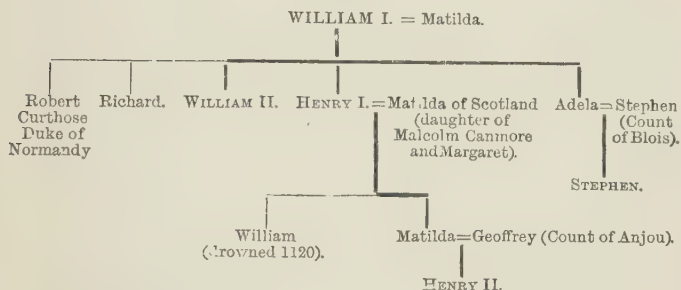 WILLIAM I. = Matilda.
Robert Curthose Duke of Normandy
Richard.
WILLIAM II.
HENRY I. = Matilda of Scotland (daughter of Malcolm Canmore and Margaret).
Adela = Stephen (Count of Blois).
STEPHEN.
William (Drowned 1120).
Matilda = Geoffrey (Count of Anjou).
HENRY II.